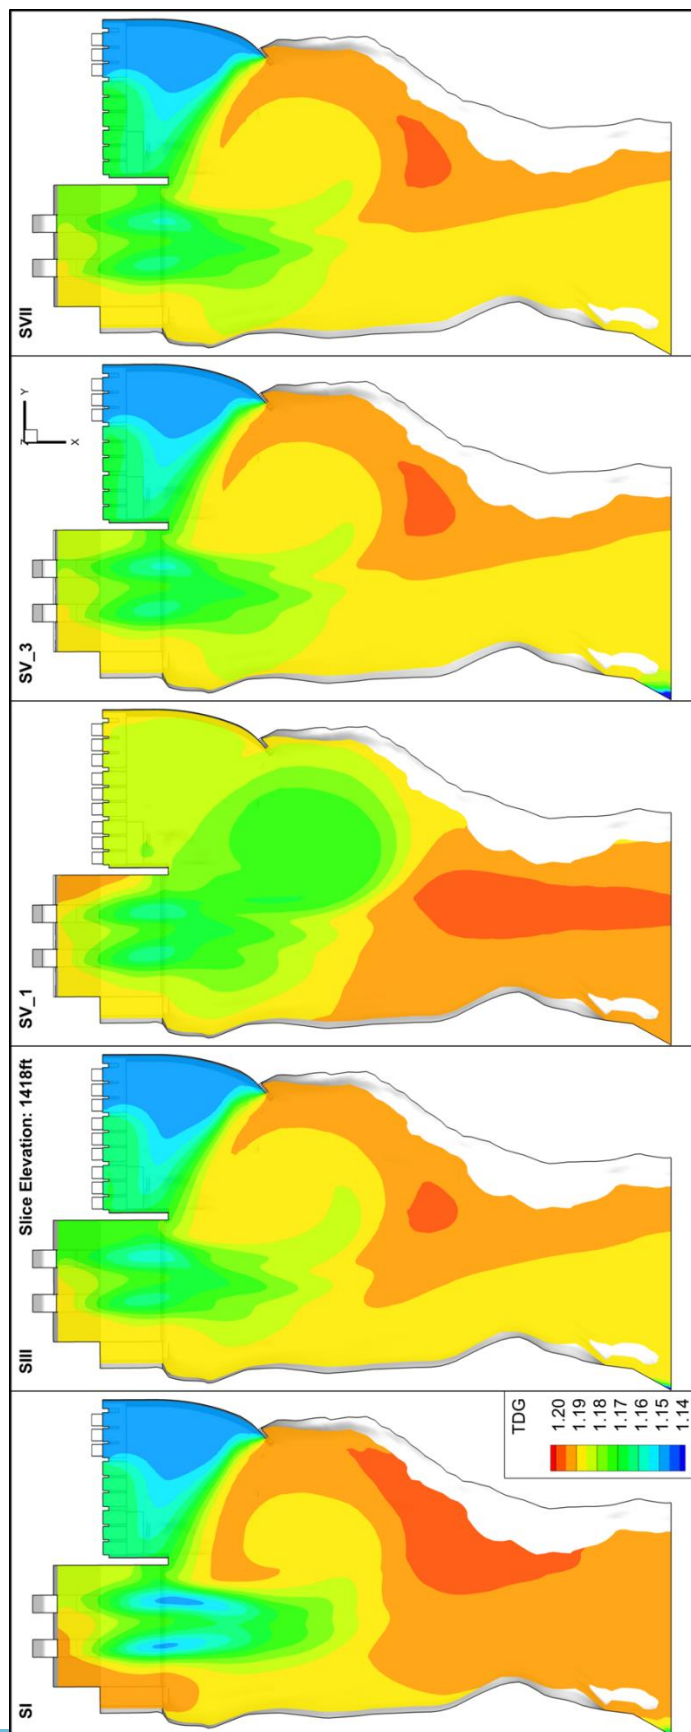 SI
SIII
Slice Elevation: 1418ft
SV_1
SV_3
SVII
Z
Y
X
TDG
1.20
1.19
1.18
1.17
1.16
1.15
1.14